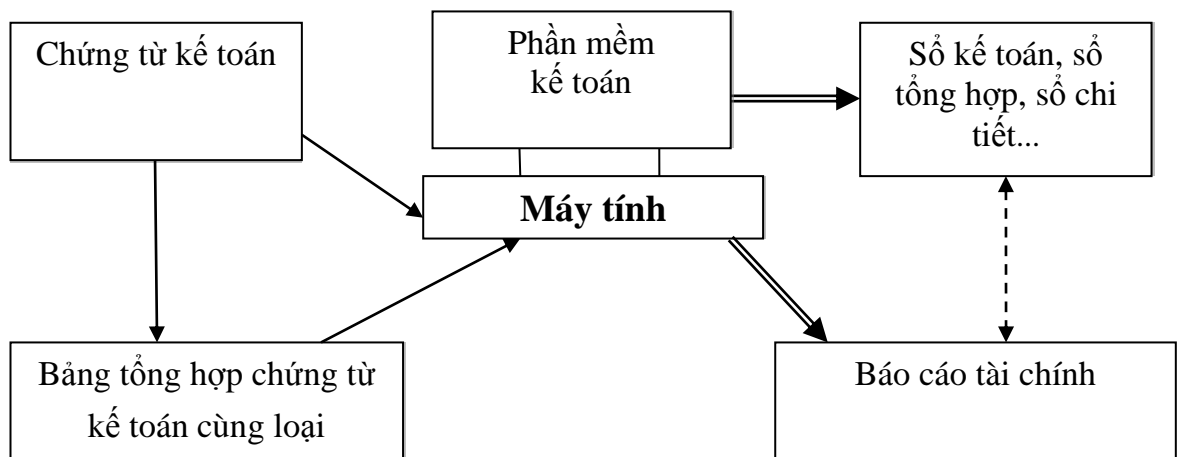 Chứng từ kế toán
Phần mềm
kế toán
Sổ kế toán, sổ
tổng hợp, sổ chi
tiết...
Máy tính
Bảng tổng hợp chứng từ
kế toán cùng loại
Báo cáo tài chính